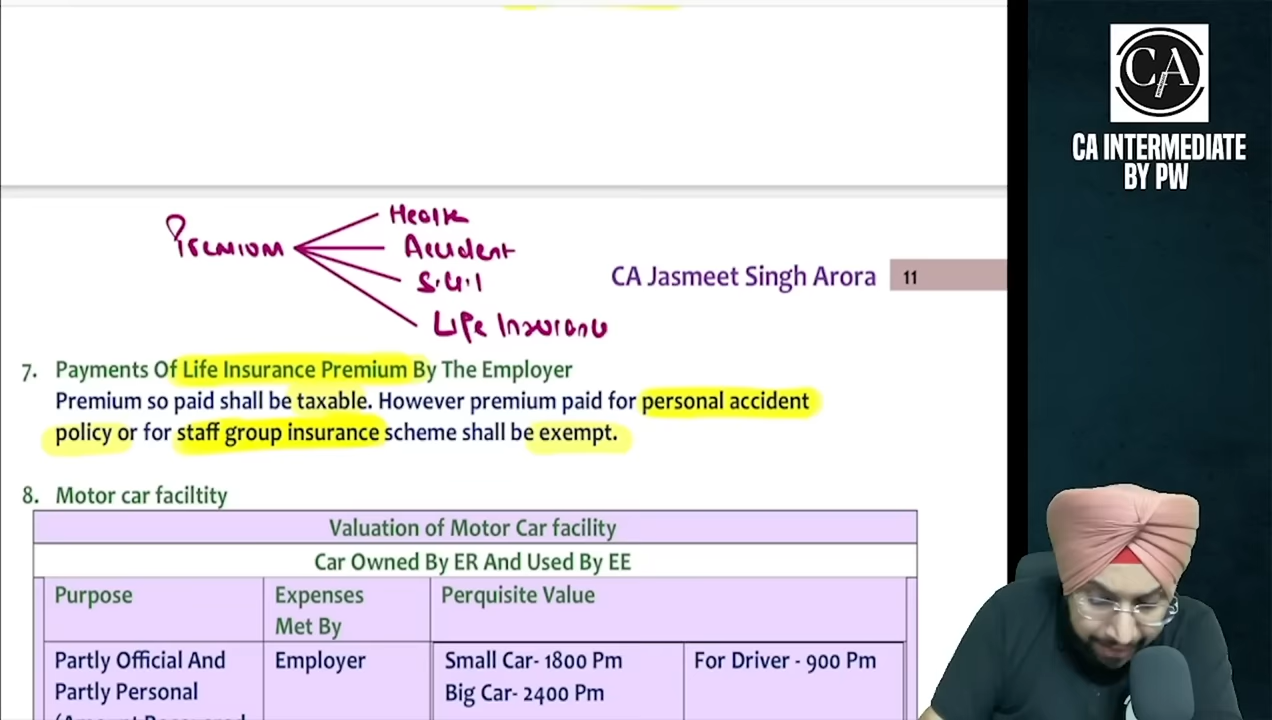 CA
CA INTERMEDIATE
BY PW
Premium
Health
Accident
S.G.I
Life Insurance
CA Jasmeet Singh Arora 11
7. Payments Of Life Insurance Premium By The Employer
Premium so paid shall be taxable. However premium paid for personal accident
policy or for staff group insurance scheme shall be exempt.
8. Motor car faciltity
Valuation of Motor Car facility
Car Owned By ER And Used By EE
Purpose Expenses Met By Perquisite Value
Partly Official And Employer Small Car- 1800 Pm For Driver - 900 Pm
Partly Personal Big Car- 2400 Pm
(Amount Recovered